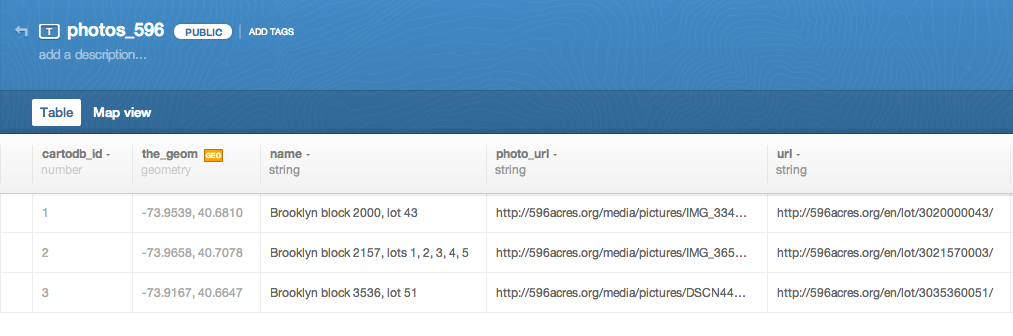 T photos_596 PUBLIC ADD TAGS
add a description...
Table Map view
cartodb_id the_geom GEO name photo_url url
number geometry string string string
1 -73.9539, 40.6810 Brooklyn block 2000, lot 43 http://596acres.org/media/pictures/IMG_334... http://596acres.org/en/lot/3020000043/
2 -73.9658, 40.7078 Brooklyn block 2157, lots 1, 2, 3, 4, 5 http://596acres.org/media/pictures/IMG_365... http://596acres.org/en/lot/3021570003/
3 -73.9167, 40.6647 Brooklyn block 3536, lot 51 http://596acres.org/media/pictures/DSCN44... http://596acres.org/en/lot/3035360051/